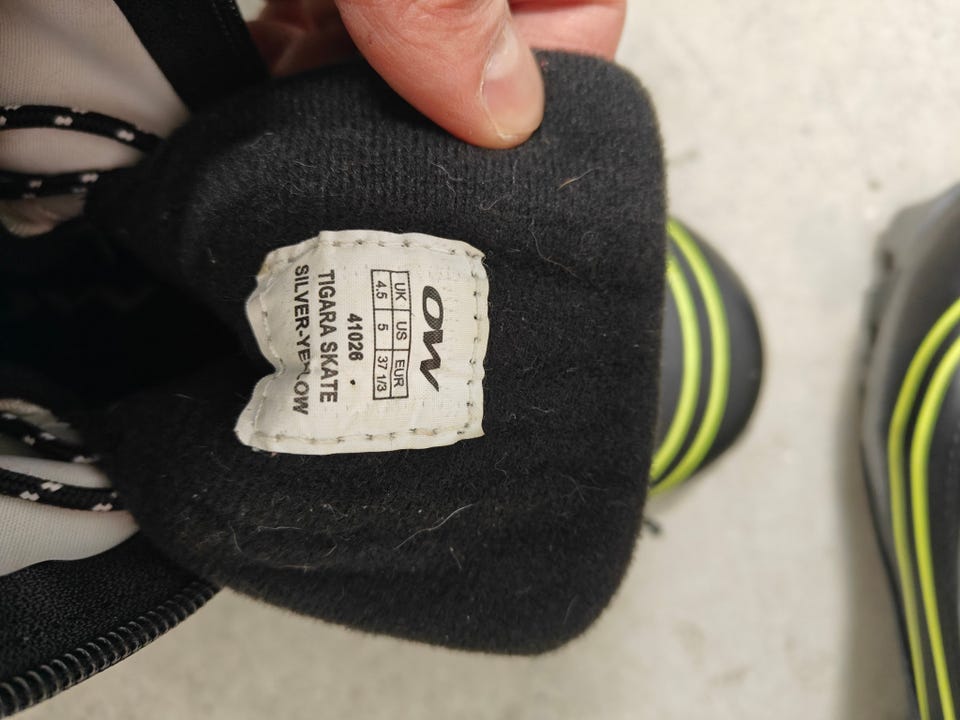 OW
UK US EUR
4.5 5 37 1/3
41026
TIGARA SKATE
SILVER-YELLOW